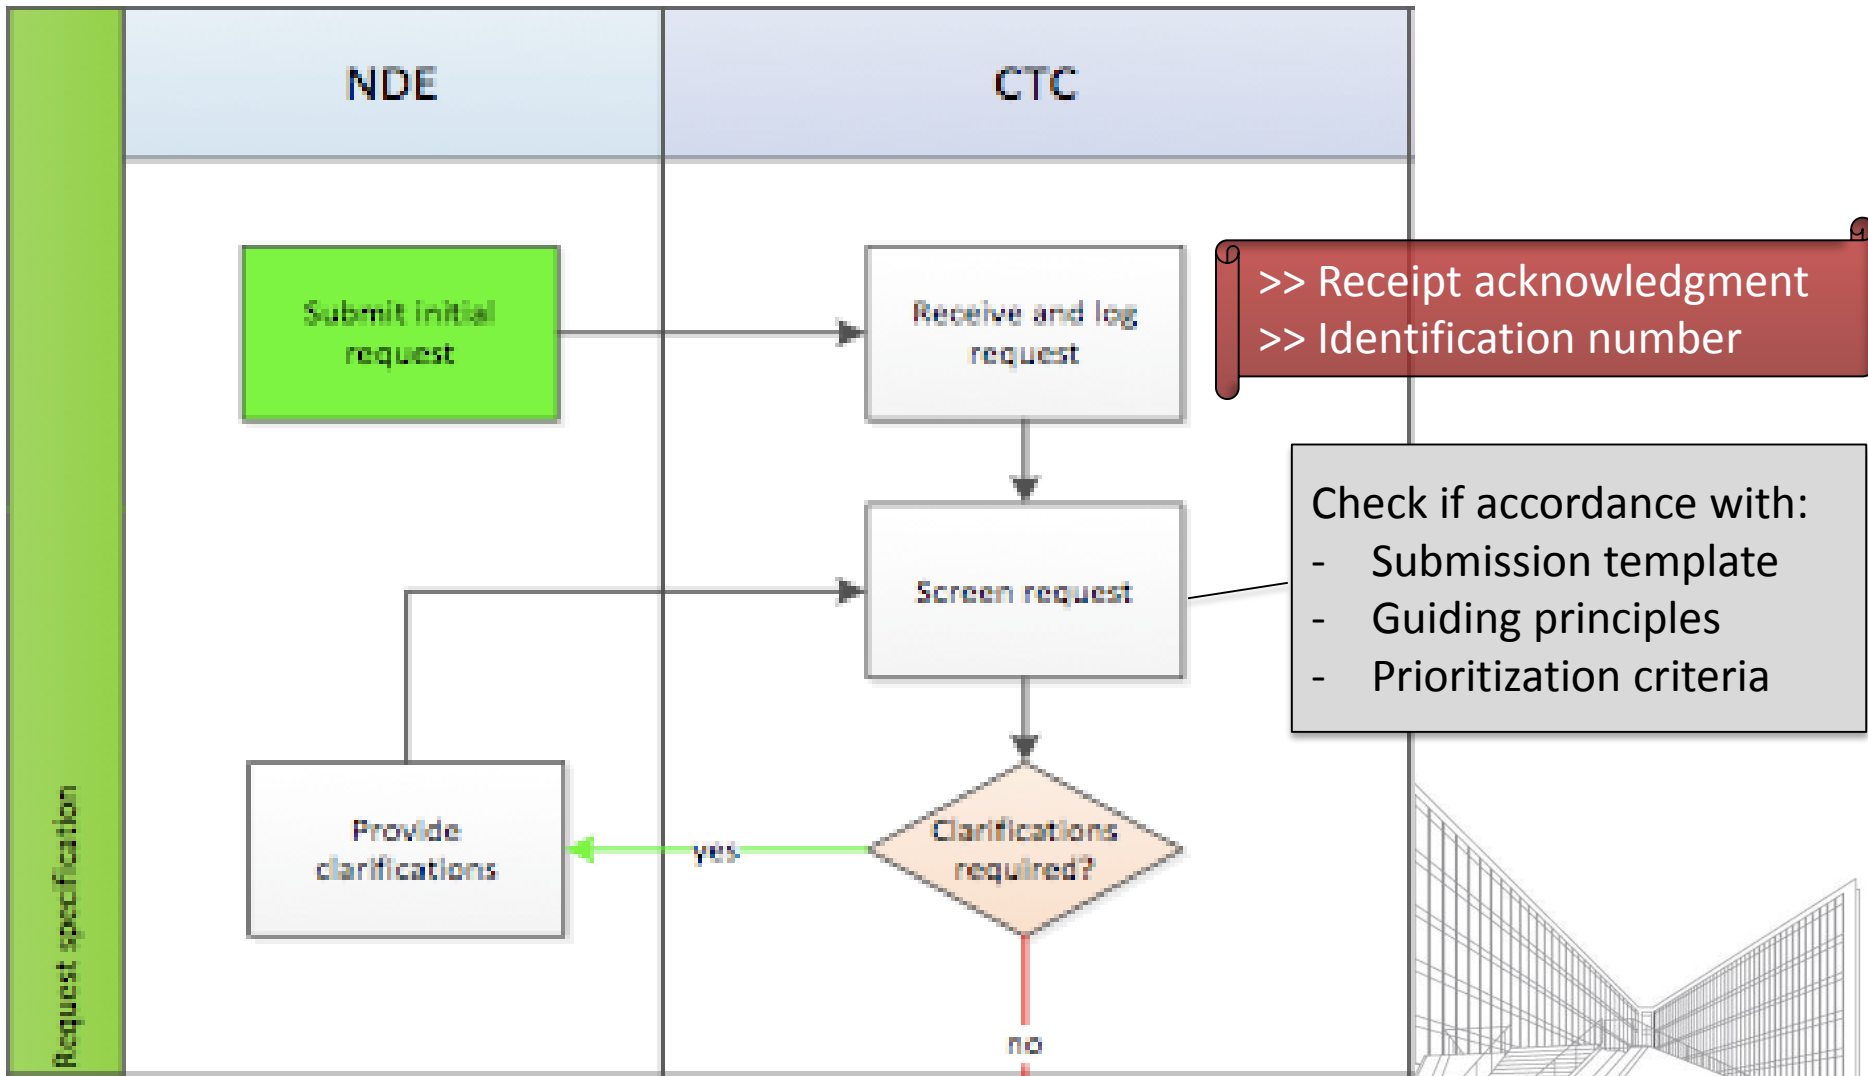 NDE
CTC
Submit initial
request
Receive and log
request
>> Receipt acknowledgment
>> Identification number
Screen request
Check if accordance with:
- Submission template
- Guiding principles
- Prioritization criteria
Provide
clarifications
yes
Clarifications
required?
no
Request specification